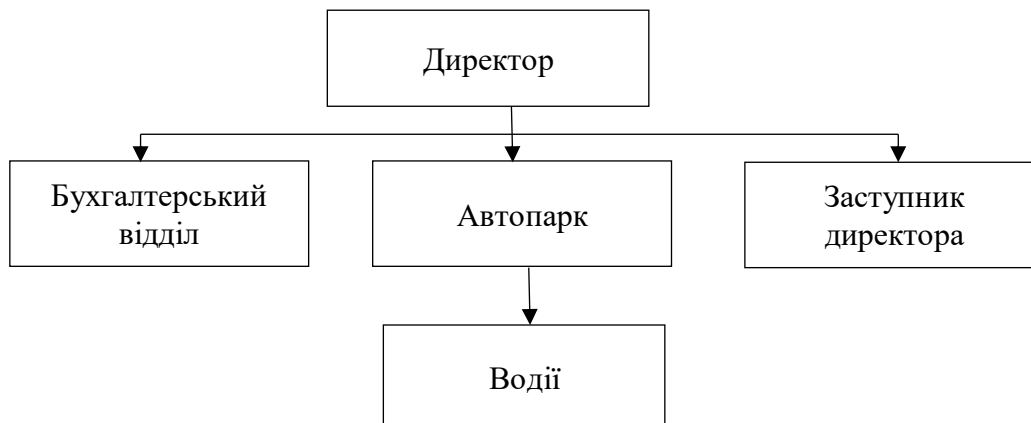 Директор
Бухгалтерський
відділ
Автопарк
Заступник
директора
Водії